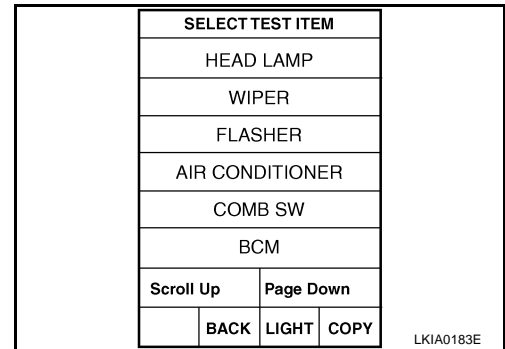 SELECT TEST ITEM
HEAD LAMP
WIPER
FLASHER
AIR CONDITIONER
COMB SW
BCM
Scroll Up Page Down
BACK LIGHT COPY
LKIA0183E